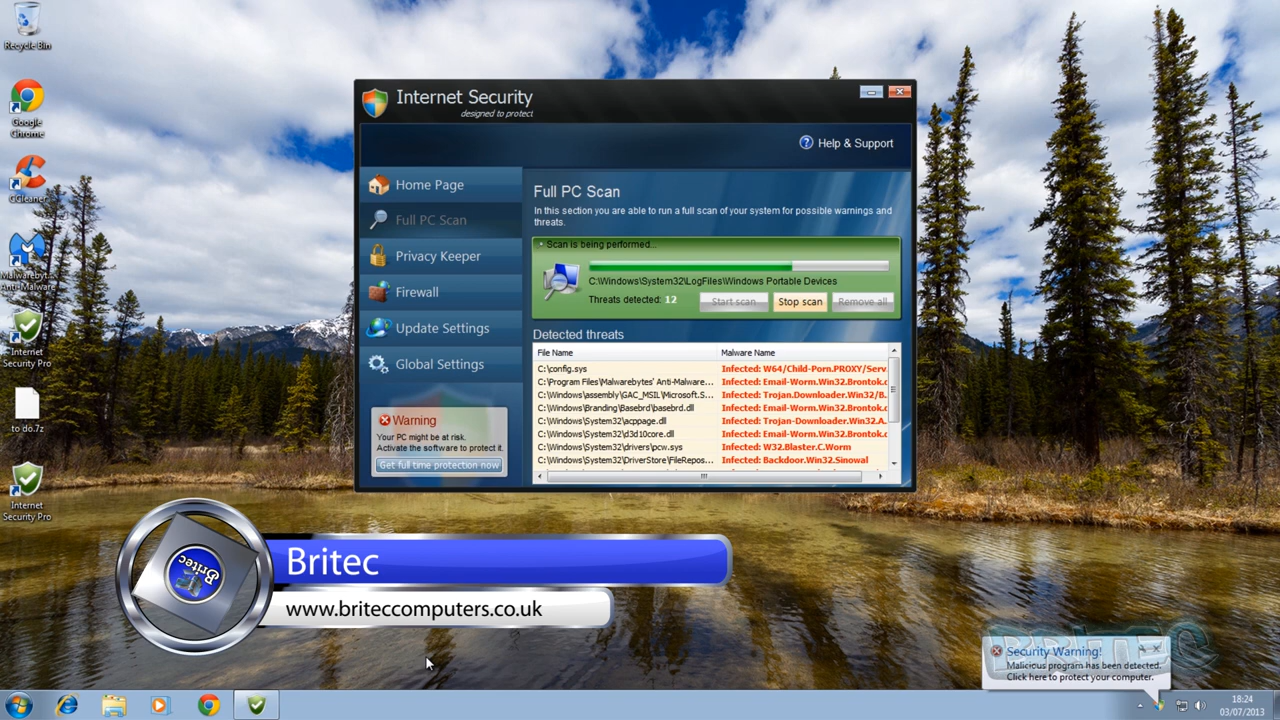 Recycle Bin
Google
Chrome
CCleaner
Malwarebyt...
Anti-Malware
Internet
Security Pro
to do.7z
Internet
Security Pro
Internet Security
designed to protect
Help & Support
Home Page
Full PC Scan
Privacy Keeper
Firewall
Update Settings
Global Settings
Warning
Your PC might be at risk.
Activate the software to protect it.
Get full time protection now
Full PC Scan
In this section you are able to run a full scan of your system for possible warnings and
threats.
Scan is being performed...
C:\Windows\System32\LogFiles\Windows Portable Devices
Threats detected: 12
Start scan
Stop scan
Remove all
Detected threats
File Name Malware Name
C:\config.sys Infected: W64/Child-Porn.PROXY/Serv
C:\Program Files\Malwarebytes' Anti-Malware... Infected: Email-Worm.Win32.Brontok.
C:\Windows\assembly\GAC_MSIL\Microsoft.S... Infected: Trojan.Downloader.Win32/B.
C:\Windows\Branding\Basebrd\basebrd.dll Infected: Email-Worm.Win32.Brontok.
C:\Windows\System32\acppage.dll Infected: Trojan-Downloader.Win32.A.
C:\Windows\System32\d3d10core.dll Infected: Email-Worm.Win32.Brontok.
C:\Windows\System32\drivers\pcw.sys Infected: W32.Blaster.C.Worm
C:\Windows\System32\DriverStore\FileRepos... Infected: Backdoor.Win32.Sinowal
Britec
Britec
www.briteccomputers.co.uk
BRITEC
Security Warning!
Malicious program has been detected.
Click here to protect your computer.
18:24
03/07/2013